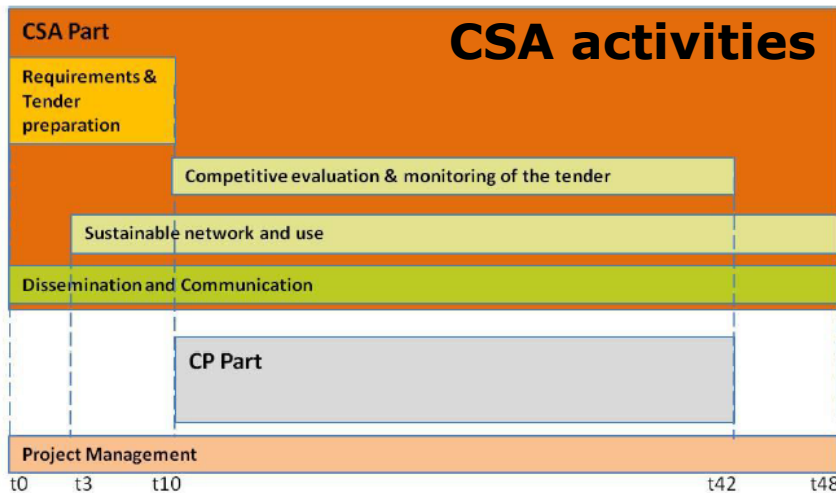 CSA Part
CSA activities
Requirements &
Tender
preparation
Competitive evaluation & monitoring of the tender
Sustainable network and use
Dissemination and Communication
CP Part
Project Management
t0 t3 t10 t42 t48